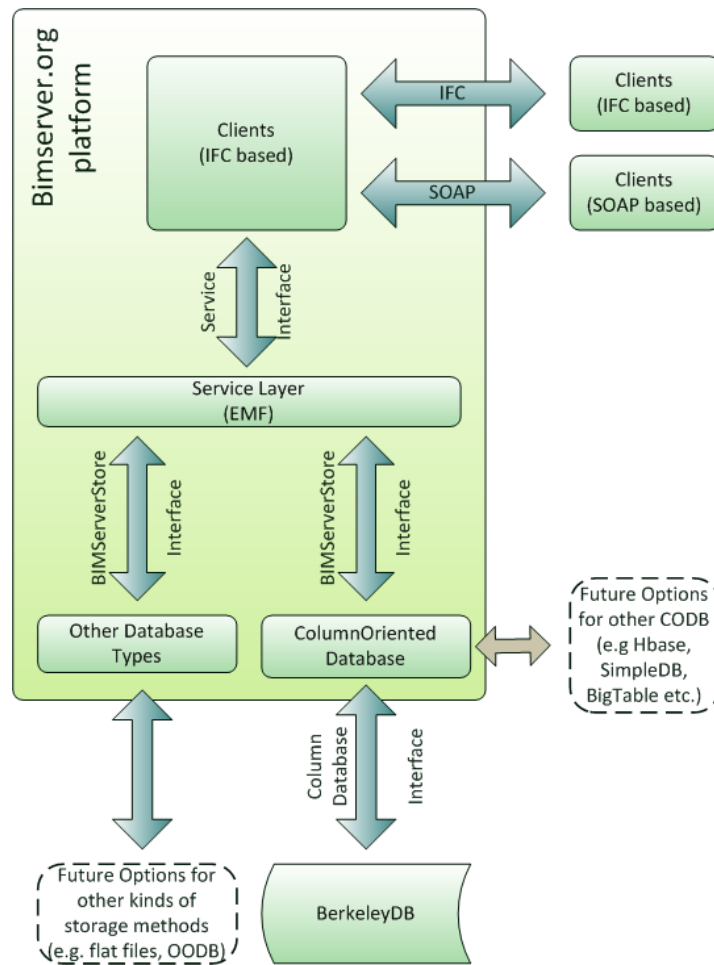 Bimserver.org
platform
Clients
(IFC based)
IFC
Clients
(IFC based)
SOAP
Clients
(SOAP based)
Service
Interface
Service Layer
(EMF)
BIMServerStore
Interface
BIMServerStore
Interface
Other Database
Types
ColumnOriented
Database
Future Options
for other CODB
(e.g Hbase,
SimpleDB,
BigTable etc.)
Column
Database
Interface
Future Options for
other kinds of
storage methods
(e.g. flat files, OODB)
BerkeleyDB